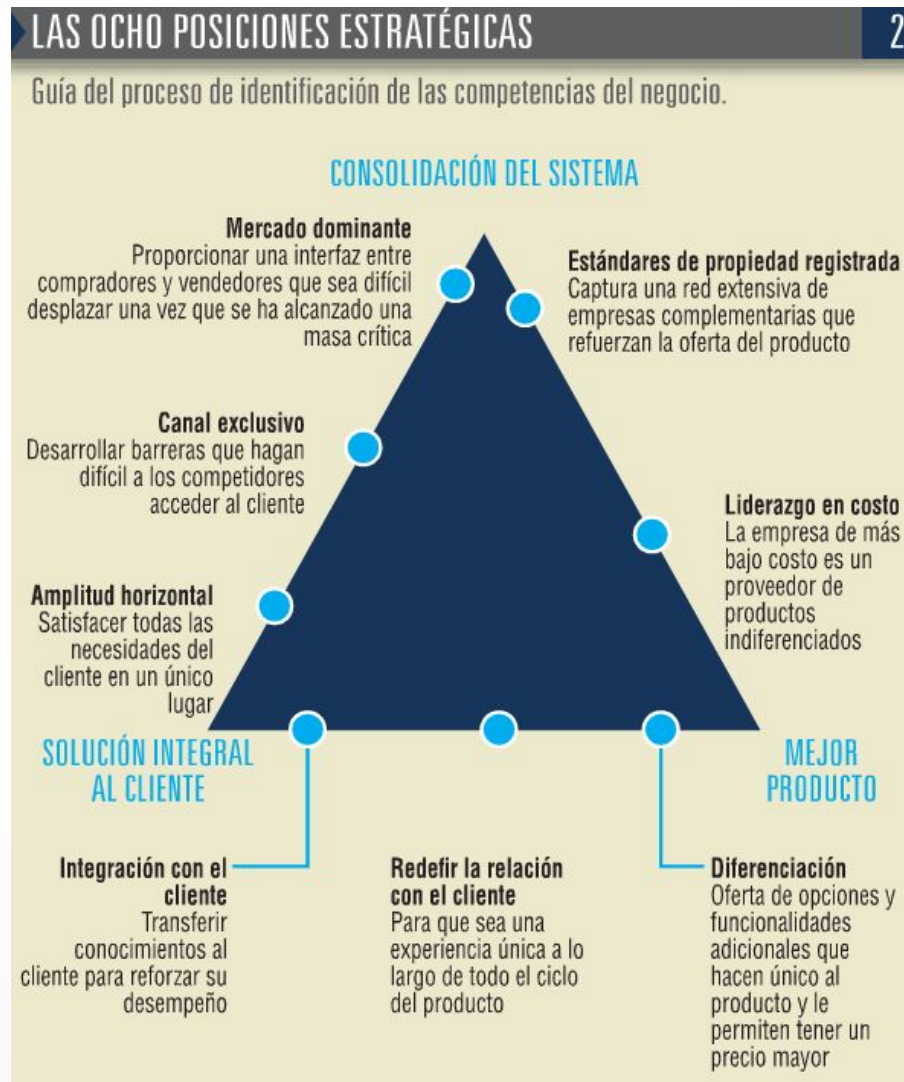 LAS OCHO POSICIONES ESTRATÉGICAS
2
Guía del proceso de identificación de las competencias del negocio.
CONSOLIDACIÓN DEL SISTEMA
Mercado dominante
Proporcionar una interfaz entre
compradores y vendedores que sea difícil
desplazar una vez que se ha alcanzado una
masa crítica
Estándares de propiedad registrada
Captura una red extensiva de
empresas complementarias que
refuerzan la oferta del producto
Canal exclusivo
Desarrollar barreras que hagan
difícil a los competidores
acceder al cliente
Liderazgo en costo
La empresa de más
bajo costo es un
proveedor de
productos
indiferenciados
Amplitud horizontal
Satisfacer todas las
necesidades del
cliente en un único
lugar
SOLUCIÓN INTEGRAL
AL CLIENTE
MEJOR
PRODUCTO
Integración con el
cliente
Transferir
conocimientos al
cliente para reforzar su
desempeño
Redefir la relación
con el cliente
Para que sea una
experiencia única a lo
largo de todo el ciclo
del producto
Diferenciación
Oferta de opciones y
funcionalidades
adicionales que
hacen único al
producto y le
permiten tener un
precio mayor